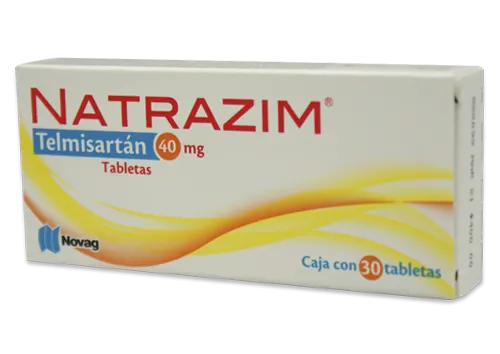 NATRAZIM®
Telmisartán 40 mg
Tabletas
Novag
Caja con 30 tabletas